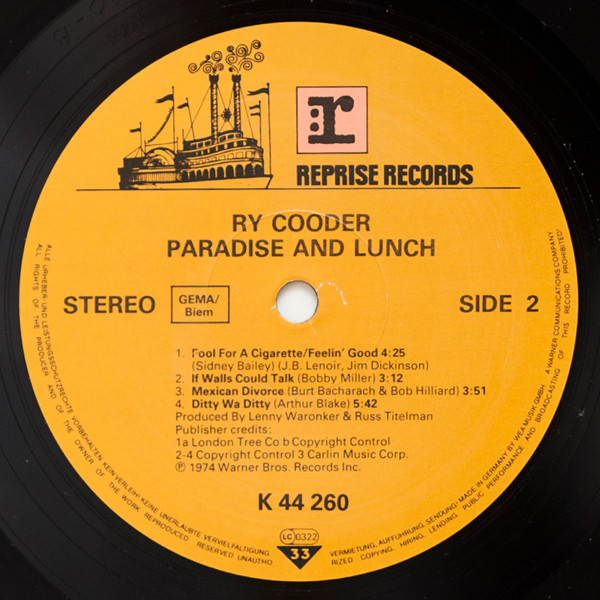 r
REPRISE RECORDS
RY COODER
PARADISE AND LUNCH
STEREO
GEMA/
Biem
SIDE 2
1. Fool For A Cigarette/Feelin' Good 4:25
(Sidney Bailey) (J.B. Lenoir, Jim Dickinson)
2. If Walls Could Talk (Bobby Miller) 3:12
3. Mexican Divorce (Burt Bacharach & Bob Hilliard) 3:51
4. Ditty Wa Ditty (Arthur Blake) 5:42
Produced By Lenny Waronker & Russ Titelman
Publisher credits:
1a London Tree Co b Copyright Control
2-4 Copyright Control 3 Carlin Music Corp.
℗ 1974 Warner Bros. Records Inc.
K 44 260
LC 0322
33
ALLE URHEBER UND LEISTUNGSSCHUTZRECHTE VORBEHALTEN KEIN VERLEIH! KEINE UNERLAUBTE VERVIELFÄLTIGUNG
VERMIETUNG, AUFFÜHRUNG, SENDUNG! MADE IN GERMANY BY WEA MUSIK GMBH · A WARNER COMMUNICATIONS COMPANY
ALL RIGHTS OF THE PRODUCER AND OF THE OWNER OF THE WORK REPRODUCED RESERVED UNAUTHO
RIZED COPYING, HIRING, LENDING PUBLIC PERFORMANCE AND BROADCASTING OF THIS RECORD PROHIBITED!